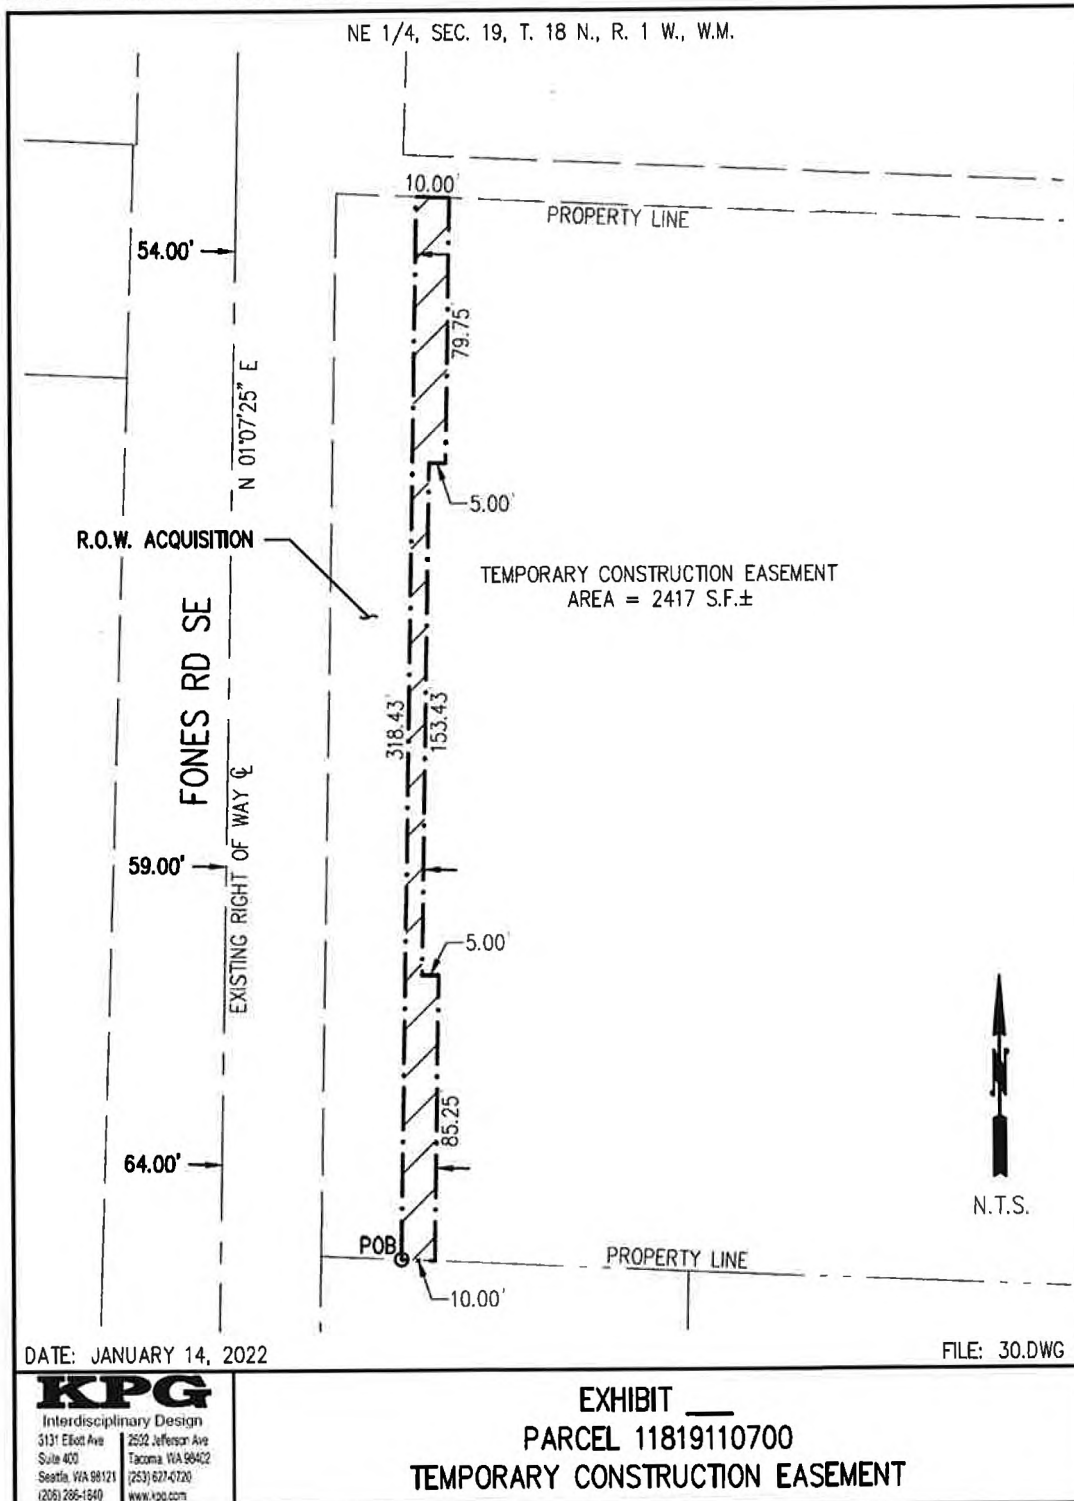 NE 1/4, SEC. 19, T. 18 N., R. 1 W., W.M.
10.00'
PROPERTY LINE
54.00'
79.75'
N 01°07'25" E
5.00'
R.O.W. ACQUISITION
TEMPORARY CONSTRUCTION EASEMENT
AREA = 2417 S.F.±
FONES RD SE
318.43'
153.43'
EXISTING RIGHT OF WAY ℄
59.00'
5.00'
85.25'
64.00'
N
N.T.S.
POB
PROPERTY LINE
10.00'
DATE: JANUARY 14, 2022
FILE: 30.DWG
KPG
Interdisciplinary Design
3131 Elliott Ave
Suite 400
Seattle, WA 98121
(206) 286-1640
2502 Jefferson Ave
Tacoma, WA 98402
(253) 627-0720
www.kpg.com
EXHIBIT ___
PARCEL 11819110700
TEMPORARY CONSTRUCTION EASEMENT